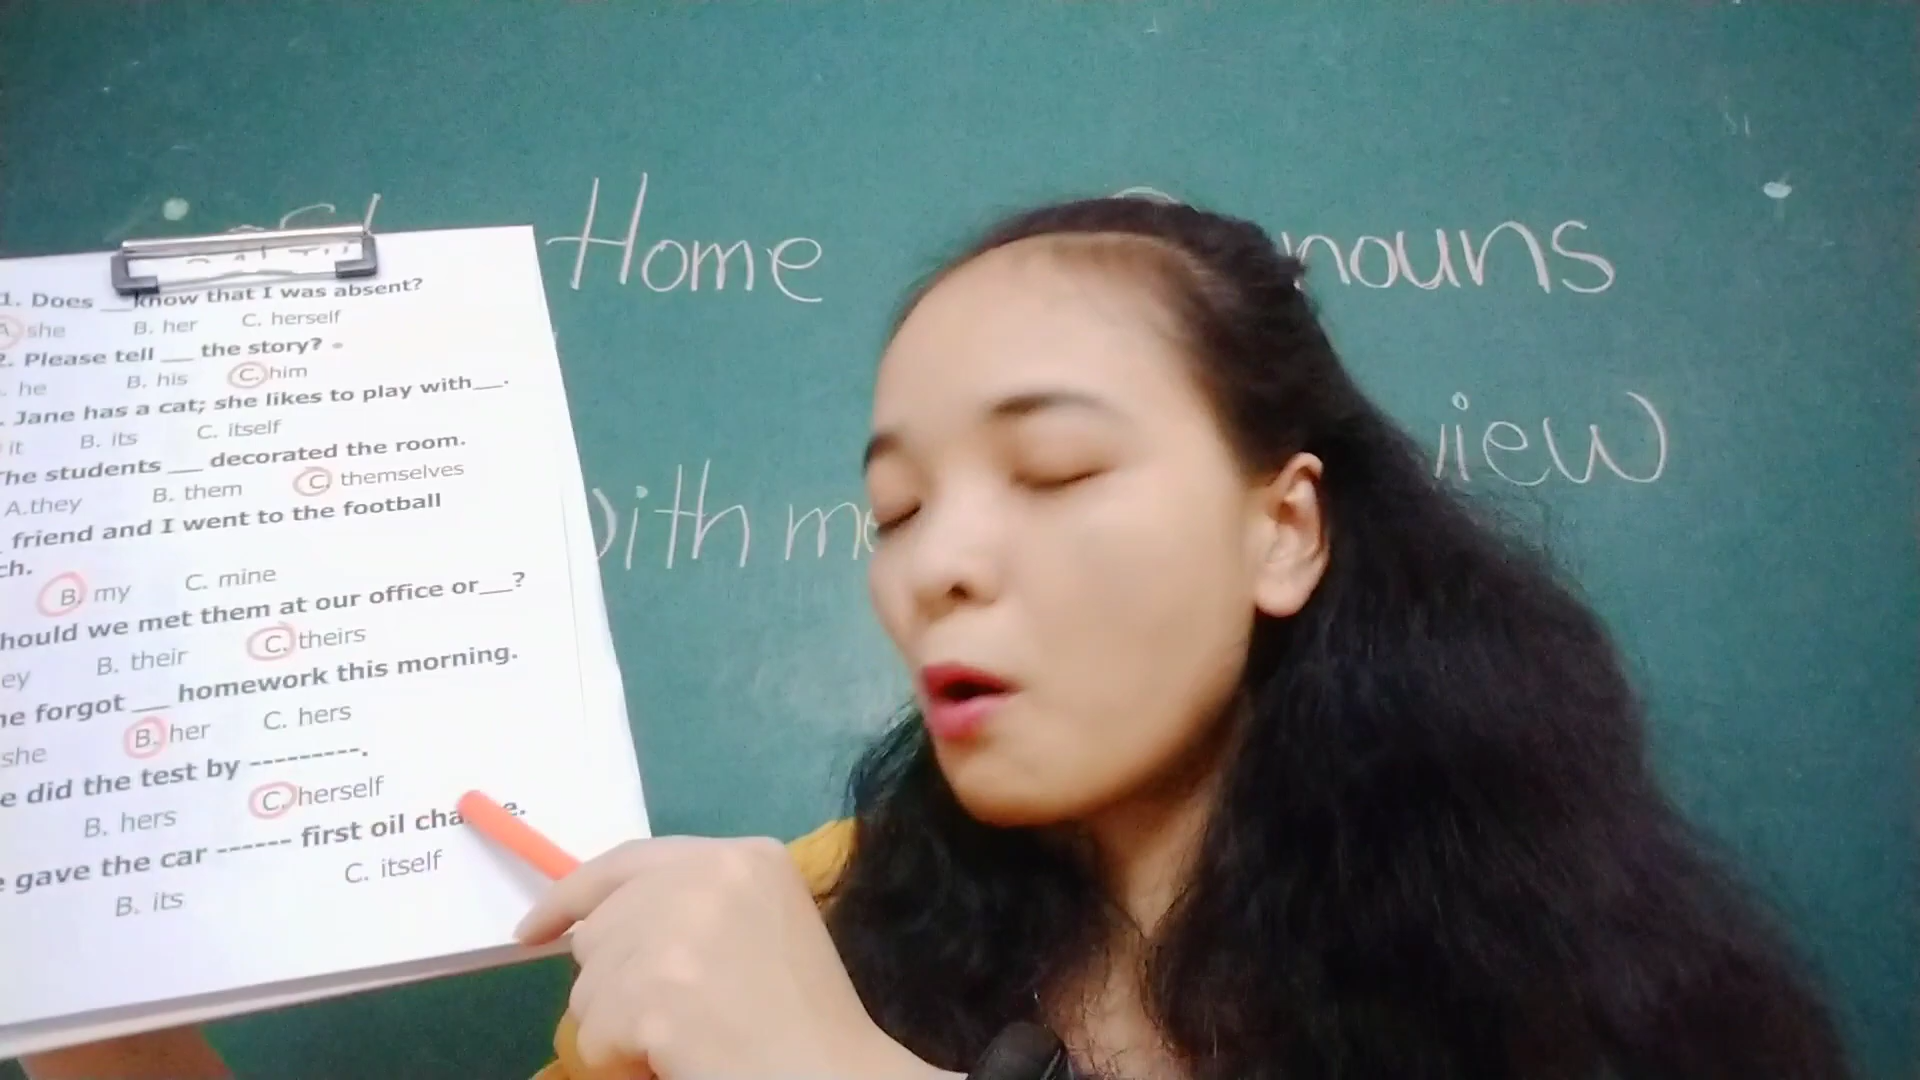 Home
nouns
iew
ith me
1. Does ___know that I was absent?
A. she B. her C. herself
2. Please tell ___ the story?
. he B. his C. him
. Jane has a cat; she likes to play with___.
it B. its C. itself
The students ___ decorated the room.
A.they B. them C. themselves
friend and I went to the football
ch.
B. my C. mine
hould we met them at our office or___?
ey B. their C. theirs
he forgot ___ homework this morning.
she B. her C. hers
e did the test by ---------.
B. hers C. herself
e gave the car ------ first oil cha e.
B. its C. itself